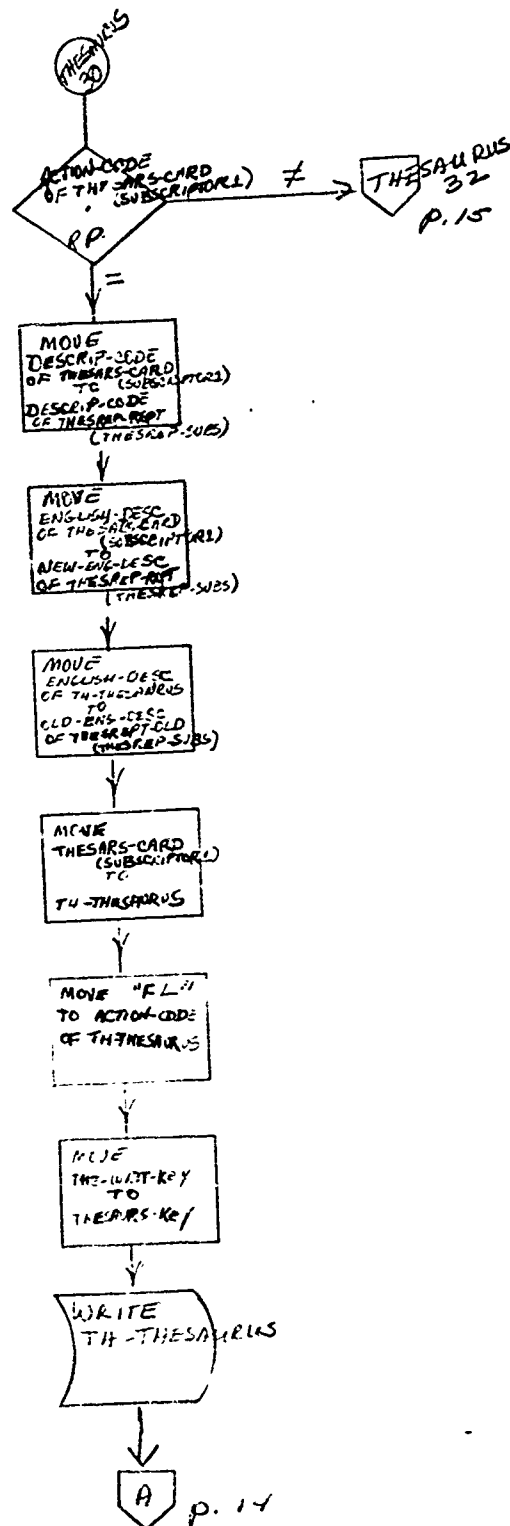 THESAURUS
30
ACTION-CODE
OF THESARS-CARD
(SUBSCRIPTOR1)
:
RP.
≠
THESAURUS
32
p. 15
=
MOVE
DESCRIP-CODE
OF THESARS-CARD
TO (SUBSCRIPTOR1)
DESCRIP-CODE
OF THESREP-REPT
(THESREP-SUBS)
MOVE
ENGLISH-DESC
OF THESARS-CARD
(SUBSCRIPTOR1)
TO
NEW-ENG-DESC
OF THESREP-RPT
(THESREP-SUBS)
MOVE
ENGLISH-DESC
OF TH-THESAURUS
TO
OLD-ENG-DESC
OF THESREPT-OLD
(THESREP-SUBS)
MOVE
THESARS-CARD
(SUBSCRIPTOR1)
TO
TH-THESAURUS
MOVE "FL"
TO ACTION-CODE
OF TH-THESAURUS
MOVE
TO
THESAURS-KEY
WRITE
TH-THESAURUS
A
p. 14